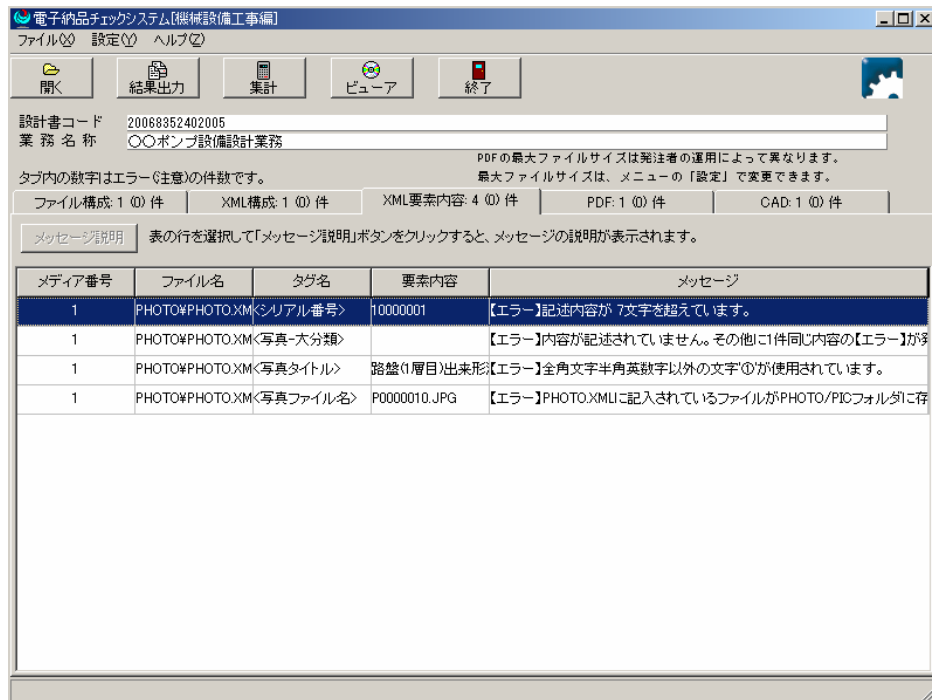 電子納品チェックシステム[機械設備工事編]
ファイル(X) 設定(Y) ヘルプ(Z)
開く 結果出力 集計 ビューア 終了
設計書コード 20068352402005
業務名称 〇〇ポンプ設備設計業務
PDFの最大ファイルサイズは発注者の運用によって異なります。
タブ内の数字はエラー(注意)の件数です。 最大ファイルサイズは、メニューの「設定」で変更できます。
ファイル構成: 1 (0) 件 XML構成: 1 (0) 件 XML要素内容: 4 (0) 件 PDF: 1 (0) 件 CAD: 1 (0) 件
メッセージ説明 表の行を選択して「メッセージ説明」ボタンをクリックすると、メッセージの説明が表示されます。
メディア番号 ファイル名 タグ名 要素内容 メッセージ
1 PHOTO¥PHOTO.XM <シリアル番号> 10000001 【エラー】記述内容が 7文字を超えています。
1 PHOTO¥PHOTO.XM <写真-大分類> 【エラー】内容が記述されていません。その他に1件同じ内容の【エラー】が
1 PHOTO¥PHOTO.XM <写真タイトル> 路盤(1層目)出来形 【エラー】全角文字半角英数字以外の文字'①'が使用されています。
1 PHOTO¥PHOTO.XM <写真ファイル名> P0000010.JPG 【エラー】PHOTO.XMLに記入されているファイルがPHOTO/PICフォルダに存